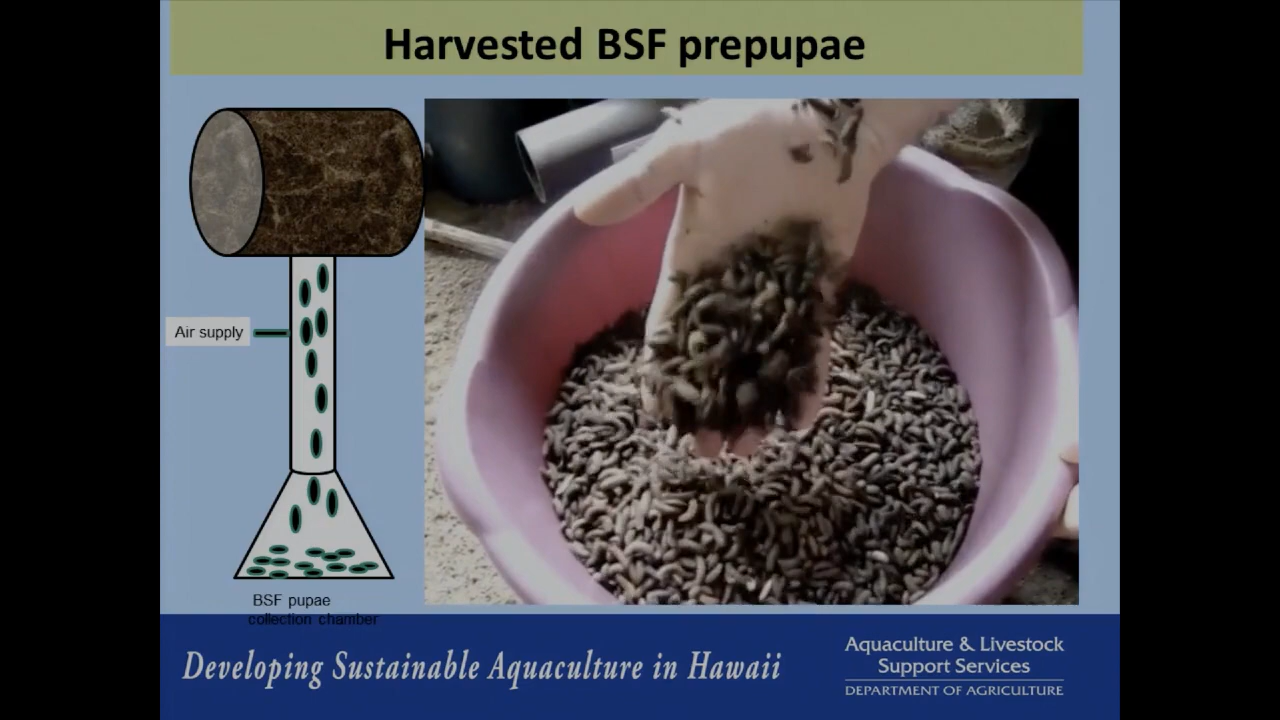 Harvested BSF prepupae
Air supply
BSF pupae
collection chamber
Developing Sustainable Aquaculture in Hawaii
Aquaculture & Livestock
Support Services
DEPARTMENT OF AGRICULTURE